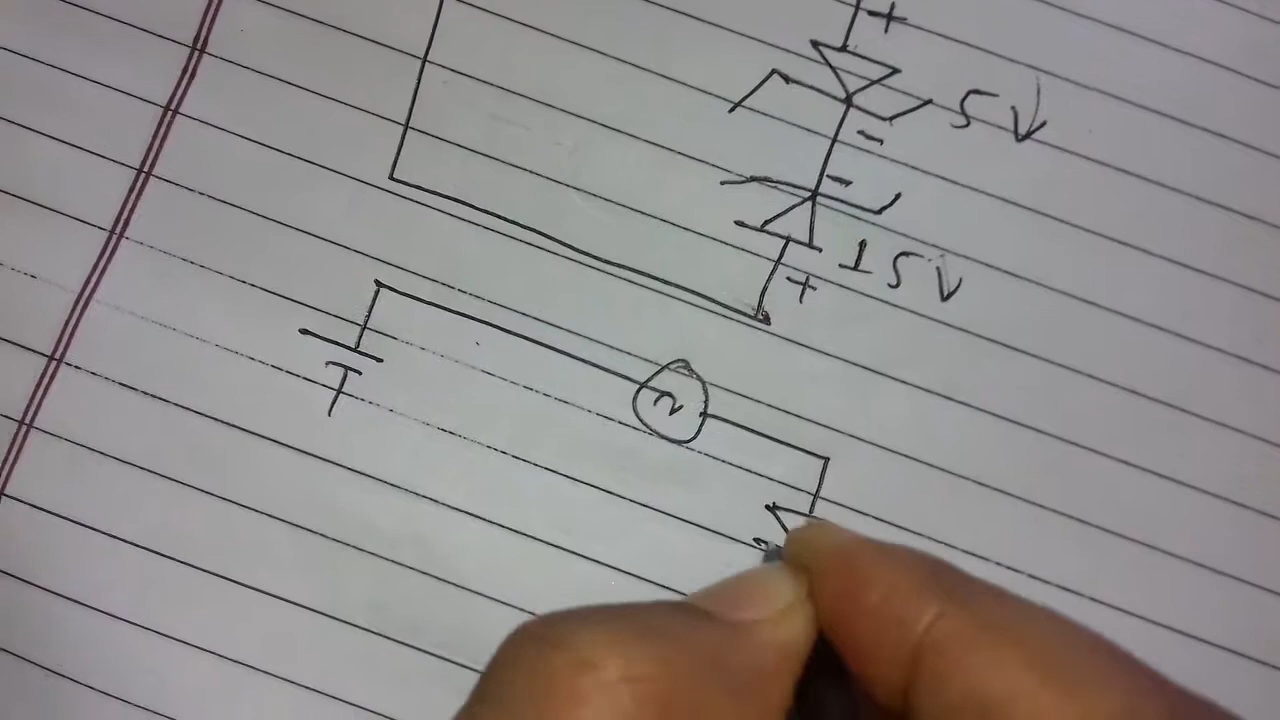 +
5V
-
-
15V
+
~